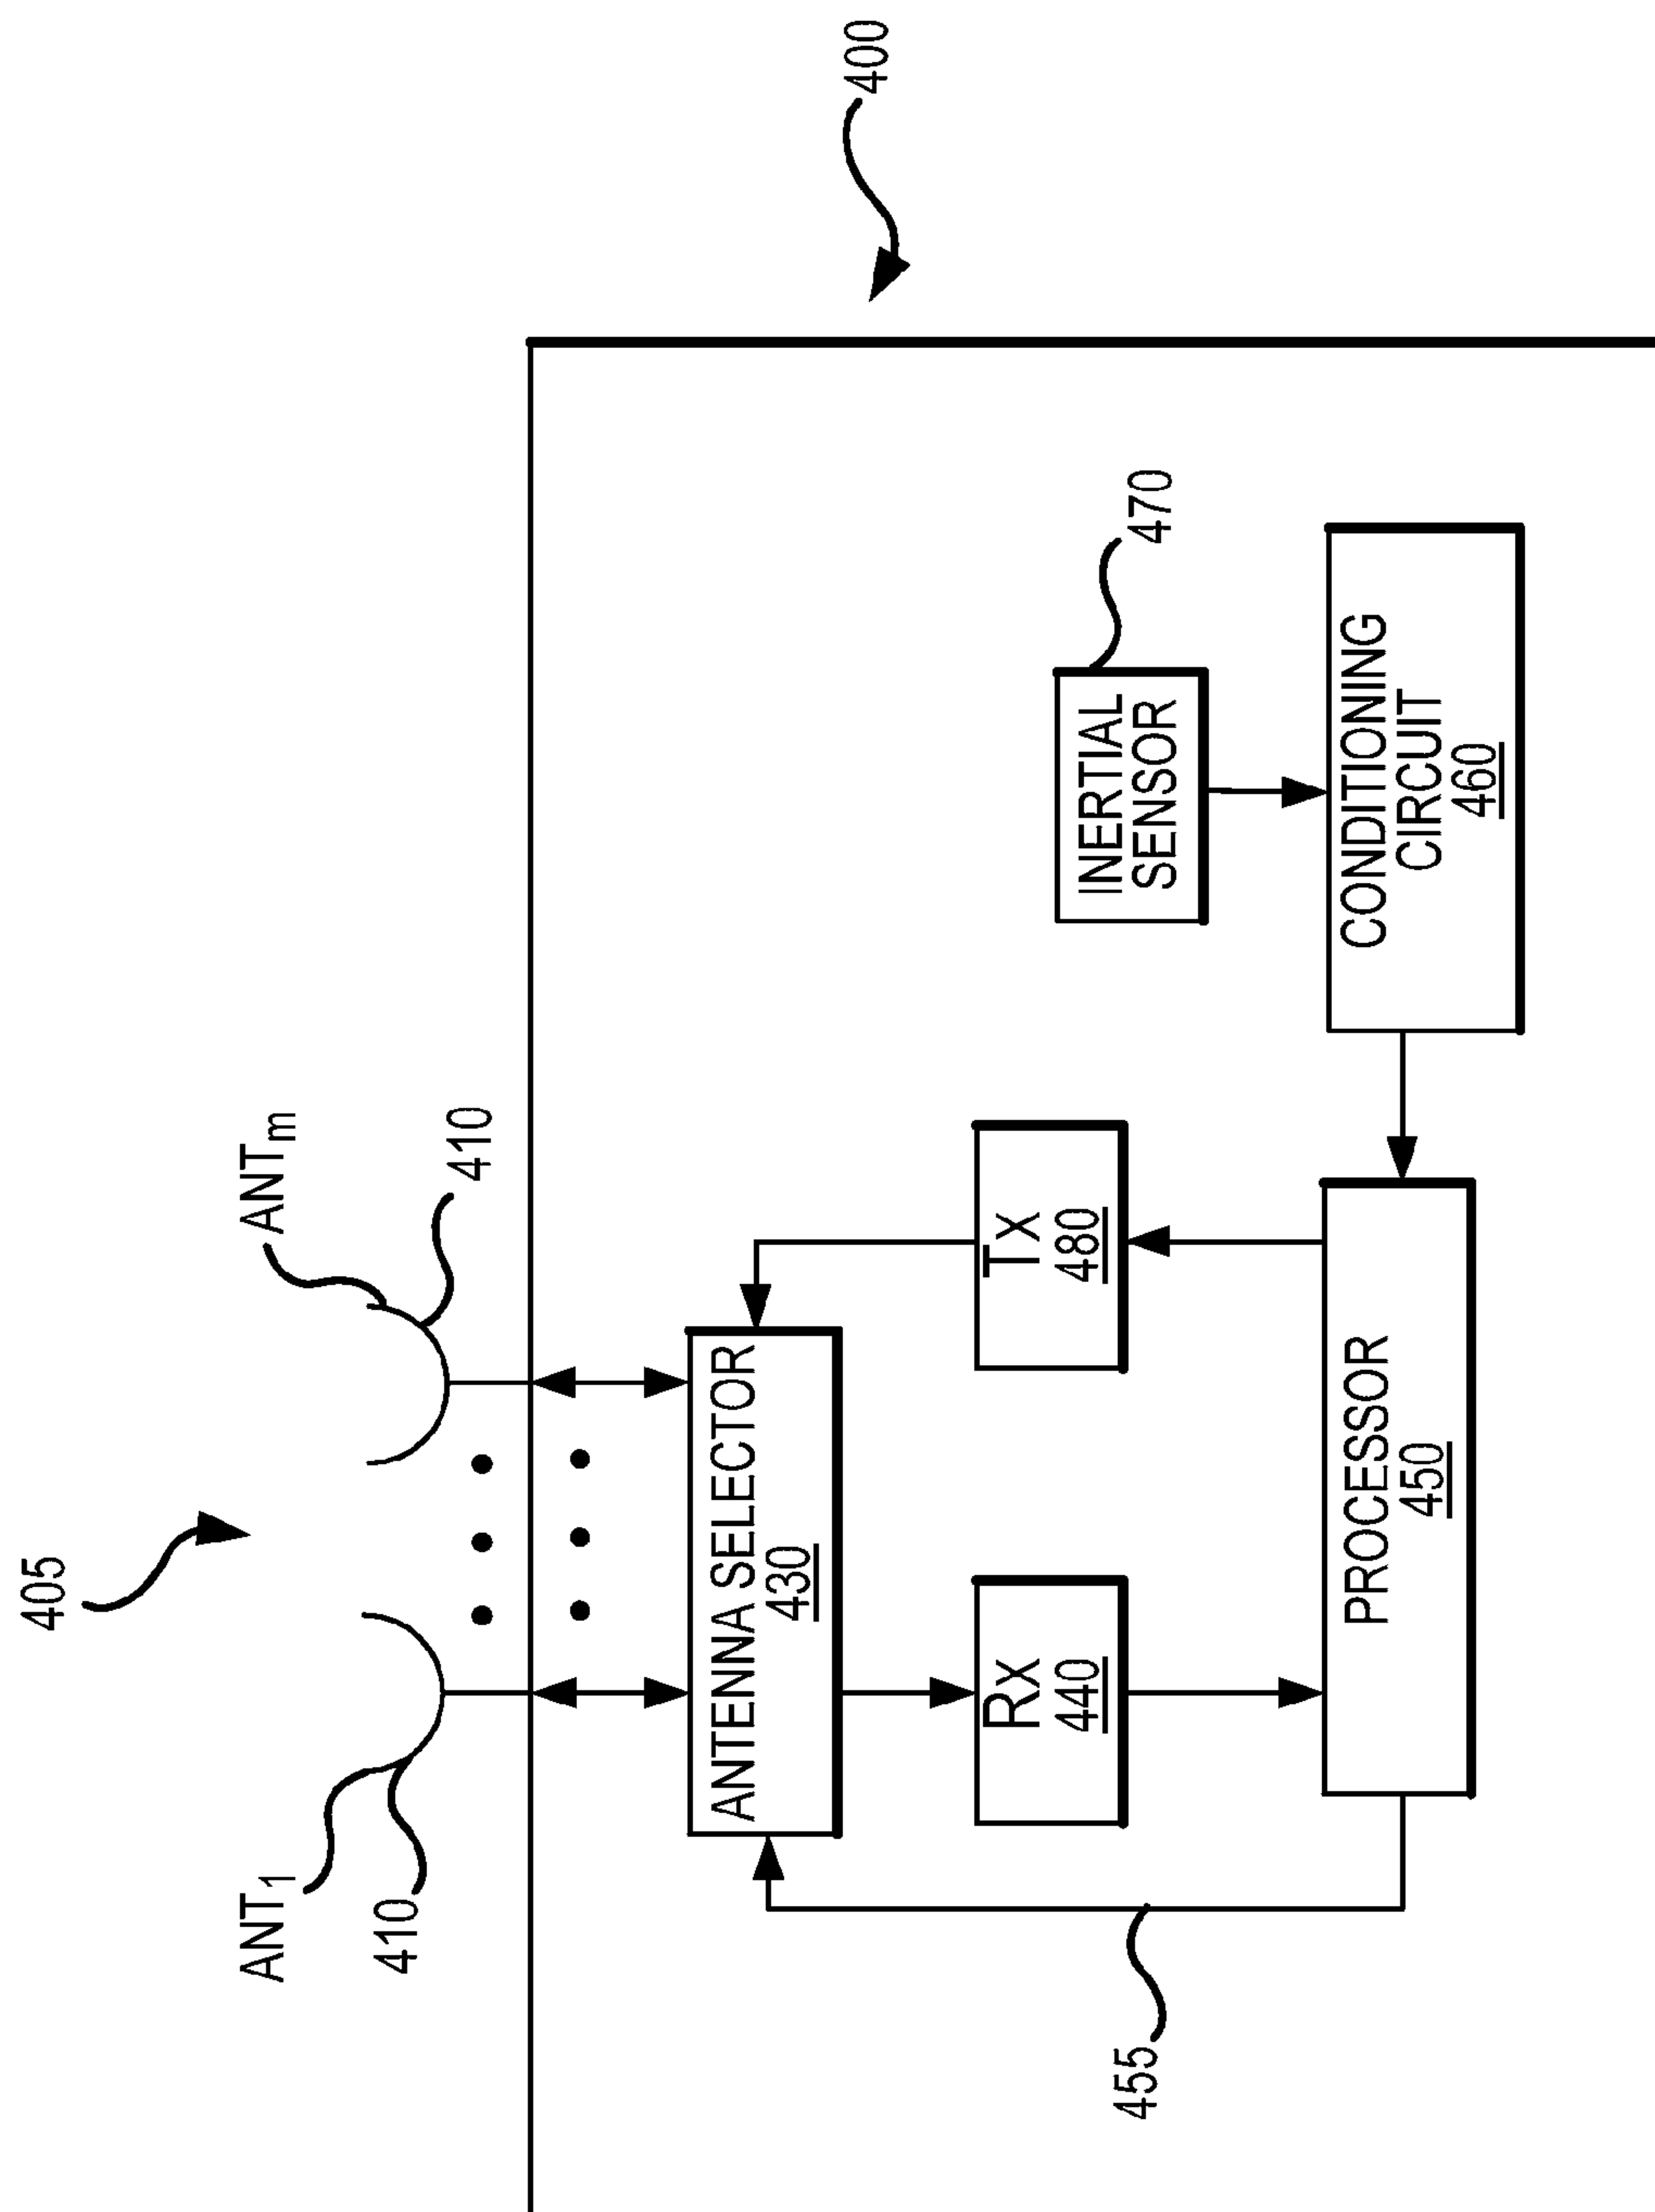 405
ANT1
410
ANTm
410
400
ANTENNA SELECTOR
430
Rx
440
Tx
480
INERTIAL
SENSOR
470
455
PROCESSOR
450
CONDITIONING
CIRCUIT
460